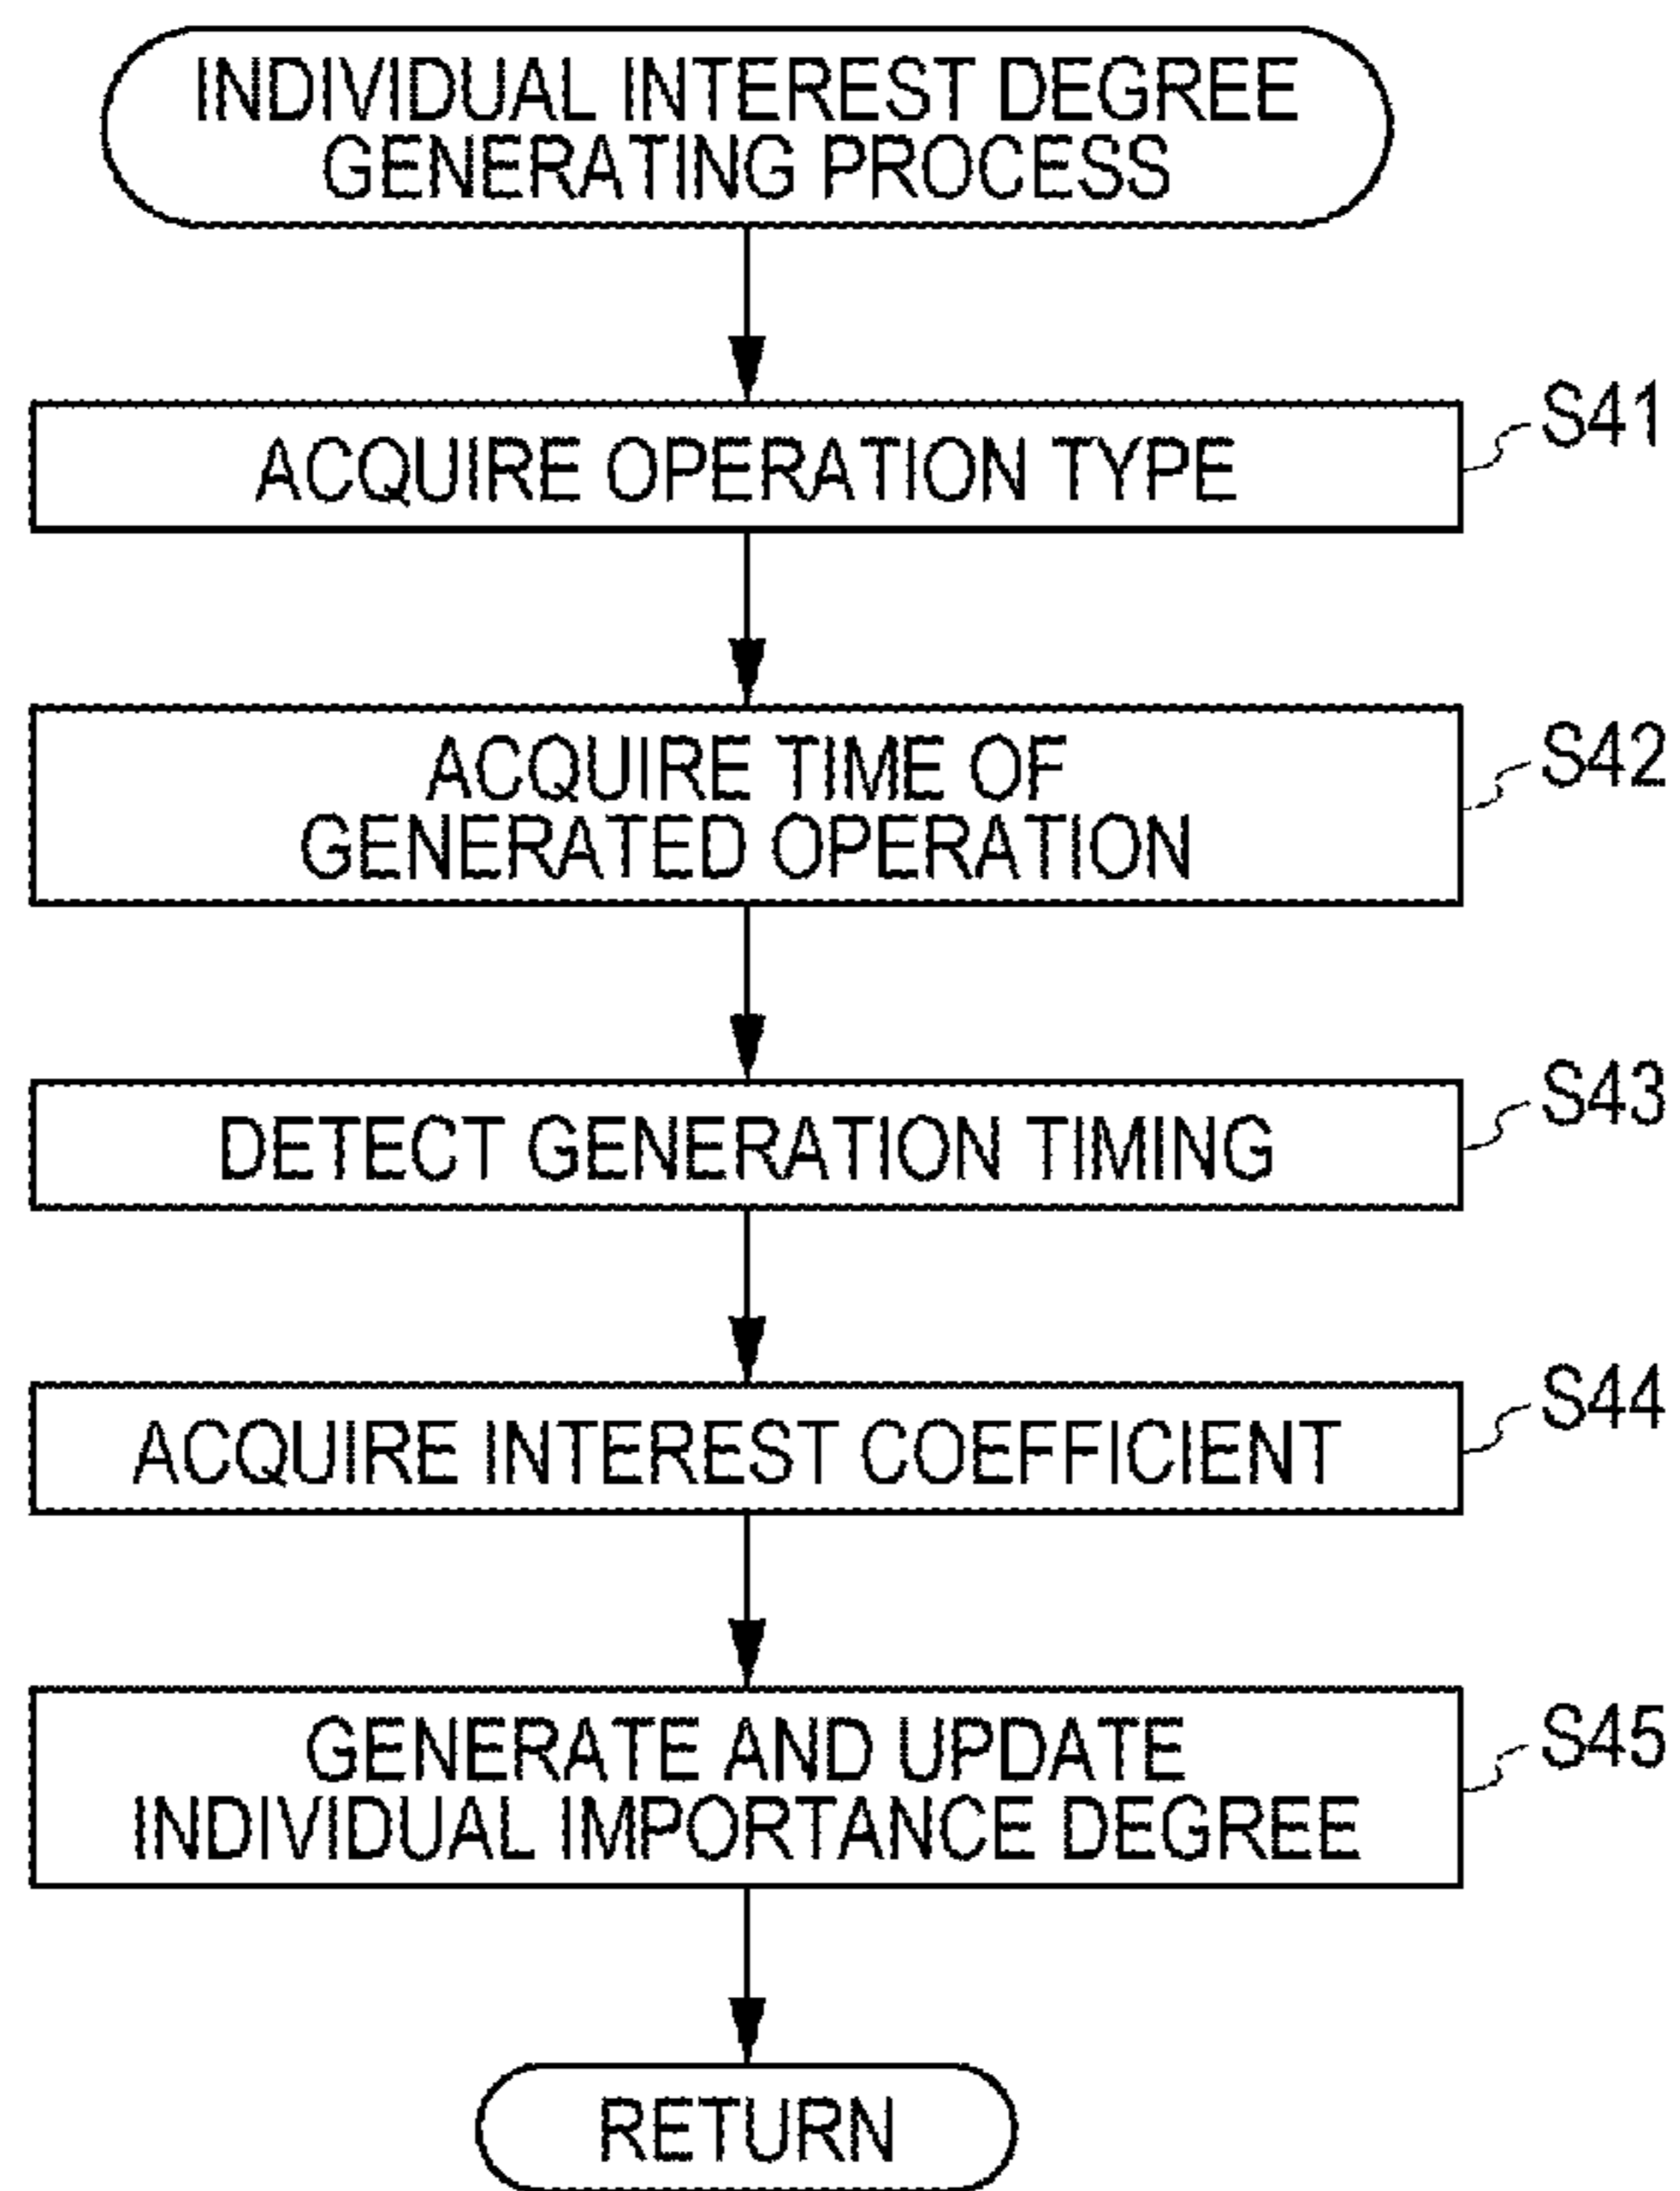 INDIVIDUAL INTEREST DEGREE
GENERATING PROCESS
ACQUIRE OPERATION TYPE
S41
ACQUIRE TIME OF
GENERATED OPERATION
S42
DETECT GENERATION TIMING
S43
ACQUIRE INTEREST COEFFICIENT
S44
GENERATE AND UPDATE
INDIVIDUAL IMPORTANCE DEGREE
S45
RETURN